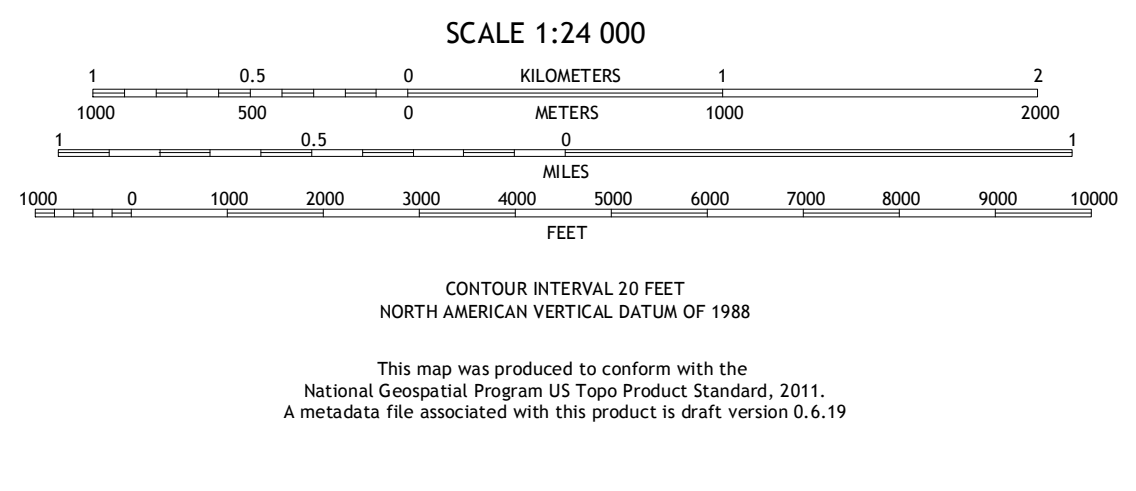 SCALE 1:24 000
1 0.5 0 KILOMETERS 1 2
1000 500 0 METERS 1000 2000
1 0.5 0 1
MILES
1000 0 1000 2000 3000 4000 5000 6000 7000 8000 9000 10000
FEET
CONTOUR INTERVAL 20 FEET
NORTH AMERICAN VERTICAL DATUM OF 1988
This map was produced to conform with the
National Geospatial Program US Topo Product Standard, 2011.
A metadata file associated with this product is draft version 0.6.19